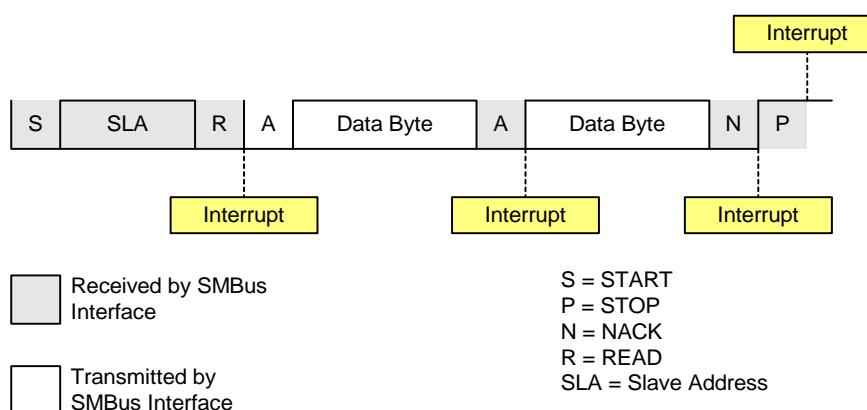 Interrupt
S SLA R A Data Byte A Data Byte N P
Interrupt Interrupt Interrupt
Received by SMBus
Interface
Transmitted by
SMBus Interface
S = START
P = STOP
N = NACK
R = READ
SLA = Slave Address